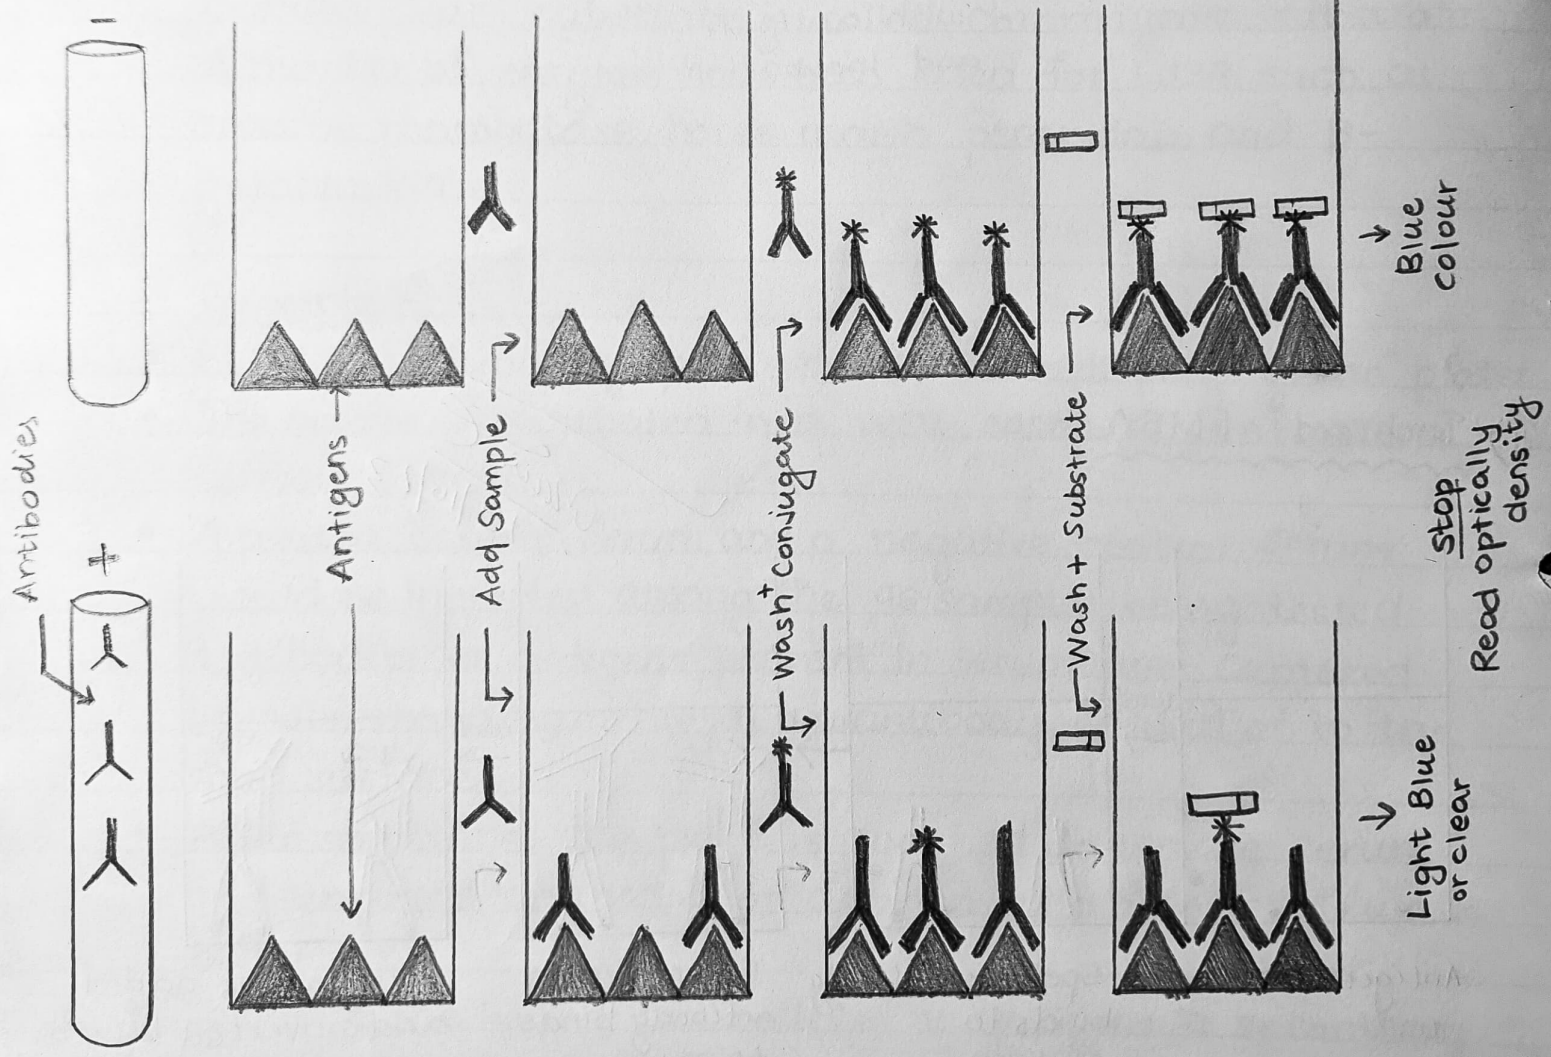 -
Antibodies
+
Antigens
Add Sample
Wash + Conjugate
Wash + Substrate
Blue
colour
Light Blue
or clear
Stop
Read optically
density